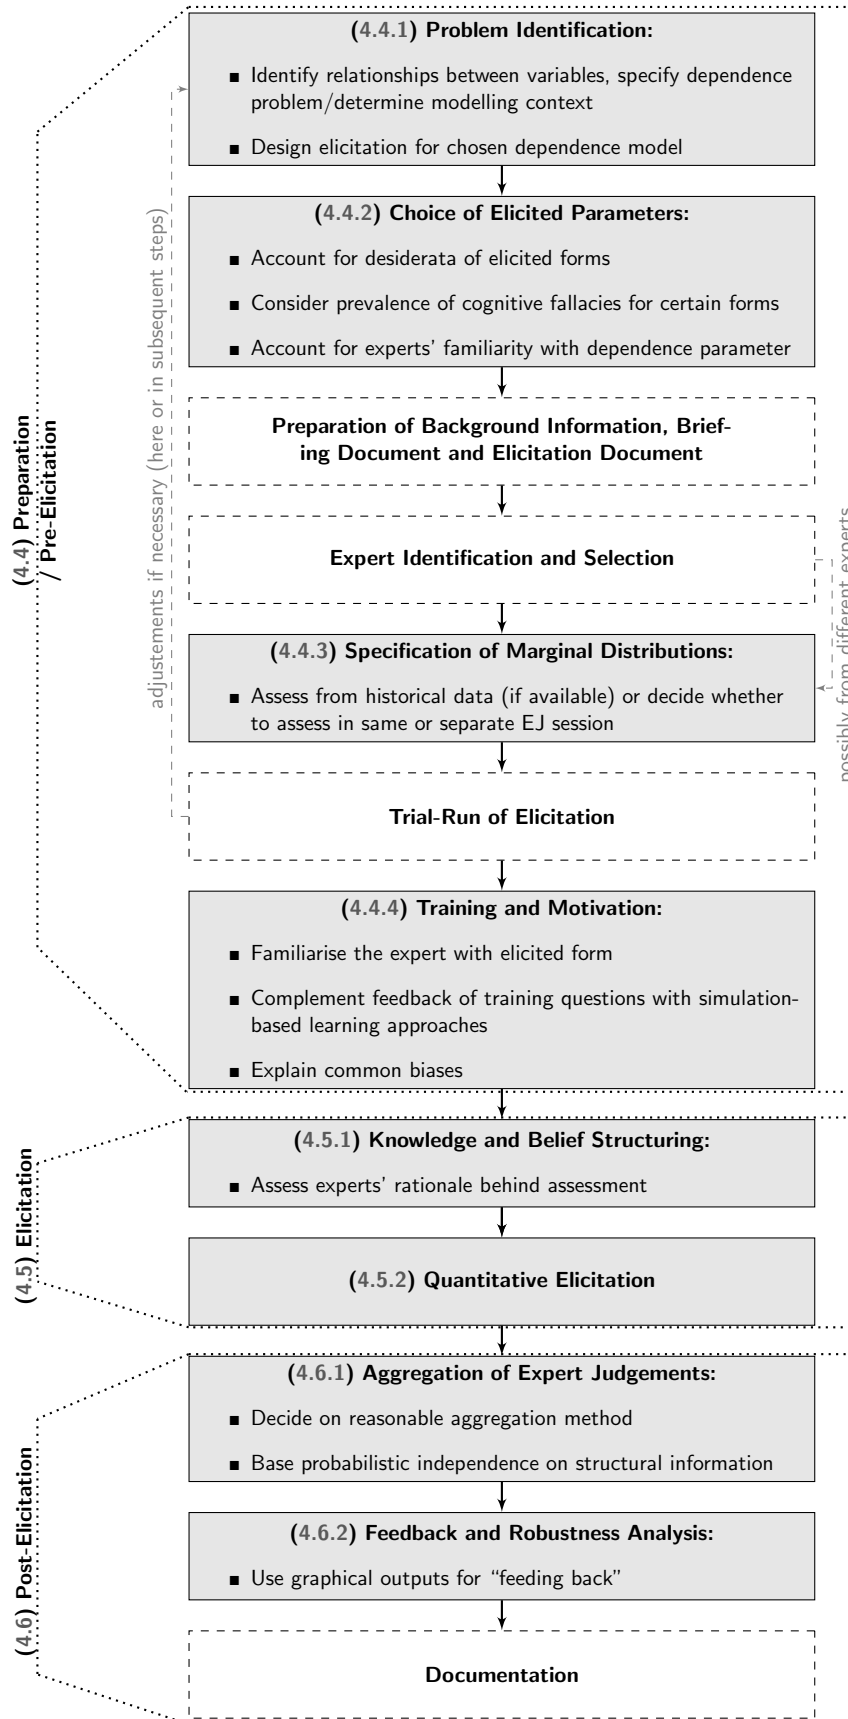 (4.4.1) Problem Identification:
■ Identify relationships between variables, specify dependence
problem/determine modelling context
■ Design elicitation for chosen dependence model
(4.4.2) Choice of Elicited Parameters:
■ Account for desiderata of elicited forms
■ Consider prevalence of cognitive fallacies for certain forms
■ Account for experts' familiarity with dependence parameter
Preparation of Background Information, Brief-
ing Document and Elicitation Document
Expert Identification and Selection
(4.4.3) Specification of Marginal Distributions:
■ Assess from historical data (if available) or decide whether
to assess in same or separate EJ session
Trial-Run of Elicitation
(4.4.4) Training and Motivation:
■ Familiarise the expert with elicited form
■ Complement feedback of training questions with simulation-
based learning approaches
■ Explain common biases
(4.4) Preparation
/ Pre-Elicitation
adjustements if necessary (here or in subsequent steps)
possibly from different experts
(4.5.1) Knowledge and Belief Structuring:
■ Assess experts' rationale behind assessment
(4.5.2) Quantitative Elicitation
(4.5) Elicitation
(4.6.1) Aggregation of Expert Judgements:
■ Decide on reasonable aggregation method
■ Base probabilistic independence on structural information
(4.6.2) Feedback and Robustness Analysis:
■ Use graphical outputs for “feeding back”
Documentation
(4.6) Post-Elicitation